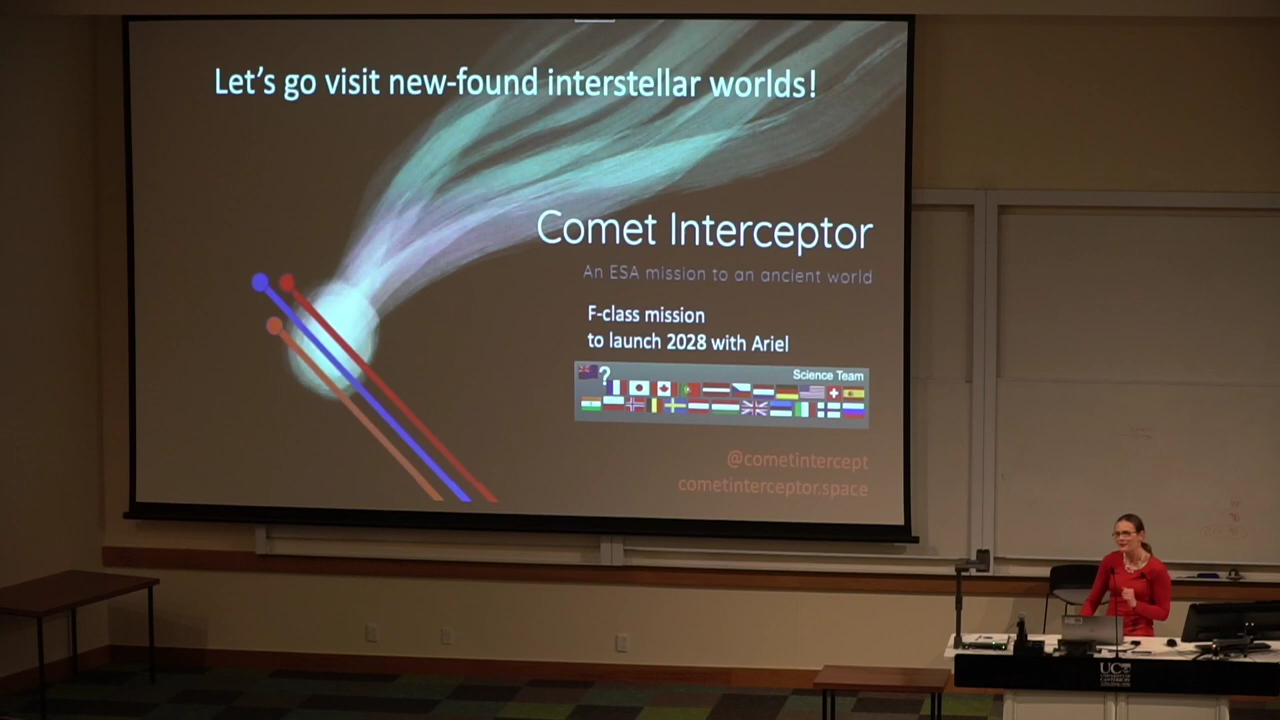 Let's go visit new-found interstellar worlds!
Comet Interceptor
An ESA mission to an ancient world
F-class mission
to launch 2028 with Ariel
?
Science Team
@cometintercept
cometinterceptor.space
UC